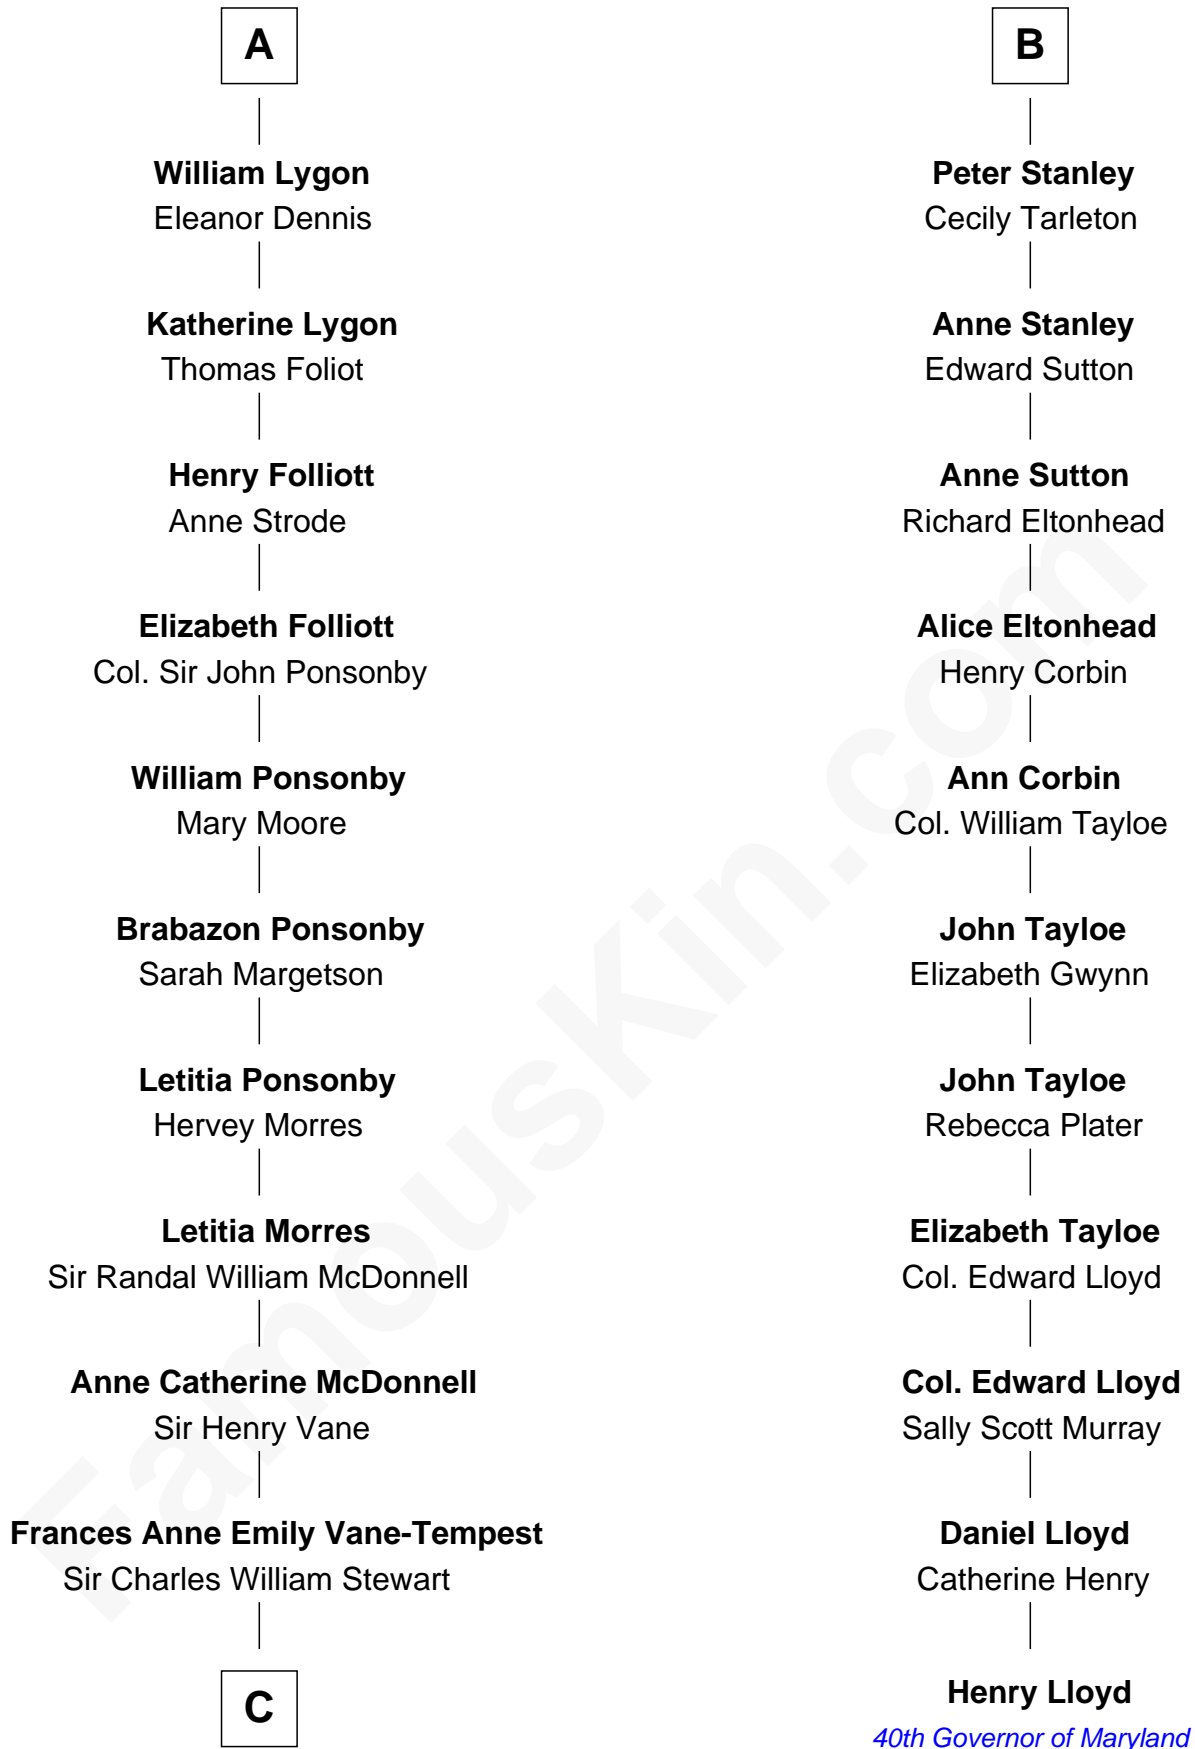 A
William Lygon
Eleanor Dennis
Katherine Lygon
Thomas Foliot
Henry Folliott
Anne Strode
Elizabeth Folliott
Col. Sir John Ponsonby
William Ponsonby
Mary Moore
Brabazon Ponsonby
Sarah Margetson
Letitia Ponsonby
Hervey Morres
Letitia Morres
Sir Randal William McDonnell
Anne Catherine McDonnell
Sir Henry Vane
Frances Anne Emily Vane-Tempest
Sir Charles William Stewart
C
B
Peter Stanley
Cecily Tarleton
Anne Stanley
Edward Sutton
Anne Sutton
Richard Eltonhead
Alice Eltonhead
Henry Corbin
Ann Corbin
Col. William Tayloe
John Tayloe
Elizabeth Gwynn
John Tayloe
Rebecca Plater
Elizabeth Tayloe
Col. Edward Lloyd
Col. Edward Lloyd
Sally Scott Murray
Daniel Lloyd
Catherine Henry
Henry Lloyd
40th Governor of Maryland
FamousKin.com